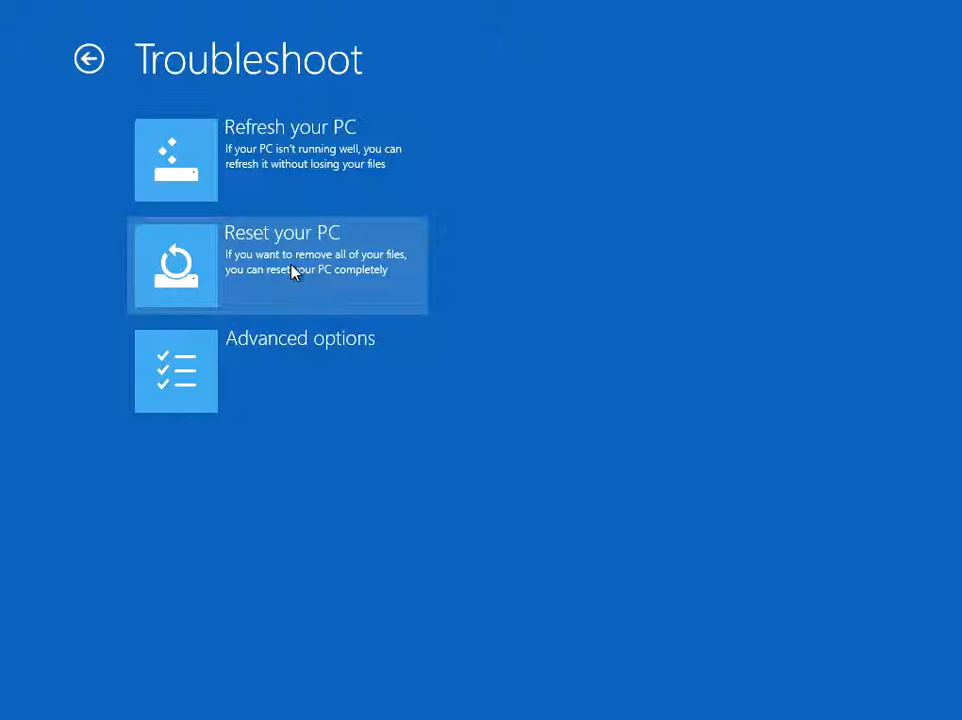 Troubleshoot
Refresh your PC
If your PC isn't running well, you can
refresh it without losing your files
Reset your PC
If you want to remove all of your files,
you can reset your PC completely
Advanced options